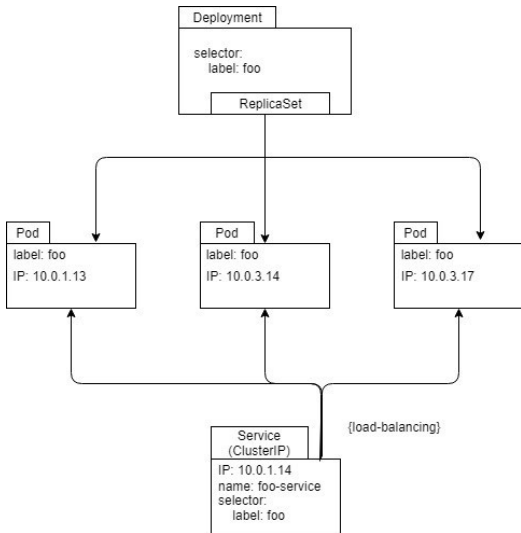 Deployment
selector:
label: foo
ReplicaSet
Pod
label: foo
IP: 10.0.1.13
Pod
label: foo
IP: 10.0.3.14
Pod
label: foo
IP: 10.0.3.17
{load-balancing}
Service
(ClusterIP)
IP: 10.0.1.14
name: foo-service
selector:
label: foo